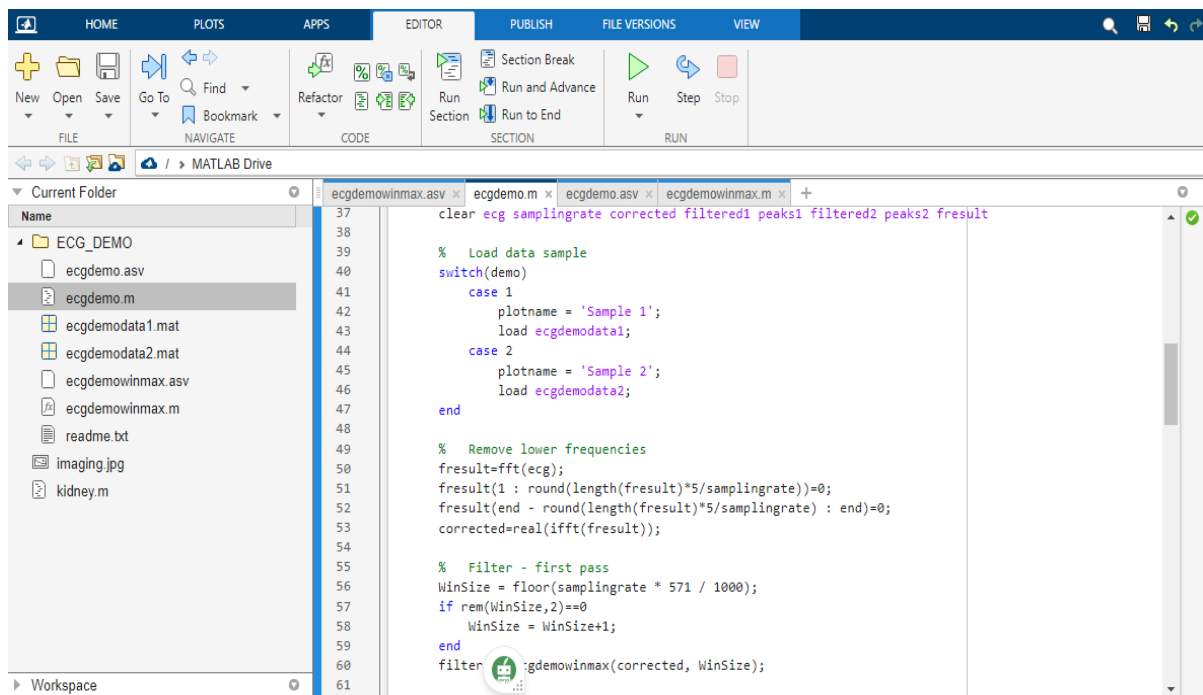 HOME PLOTS APPS EDITOR PUBLISH FILE VERSIONS VIEW
New Open Save
FILE
Go To
Find
Bookmark
NAVIGATE
Refactor
CODE
Run Section
Section Break
Run and Advance
Run to End
SECTION
Run Step Stop
RUN
/ > MATLAB Drive
Current Folder
Name
ECG_DEMO
ecgdemo.asv
ecgdemo.m
ecgdemodata1.mat
ecgdemodata2.mat
ecgdemowinmax.asv
ecgdemowinmax.m
readme.txt
imaging.jpg
kidney.m
Workspace
ecgdemowinmax.asv × ecgdemo.m × ecgdemo.asv × ecgdemowinmax.m × +
37 clear ecg samplingrate corrected filtered1 peaks1 filtered2 peaks2 fresult
38
39 % Load data sample
40 switch(demo)
41 case 1
42 plotname = 'Sample 1';
43 load ecgdemodata1;
44 case 2
45 plotname = 'Sample 2';
46 load ecgdemodata2;
47 end
48
49 % Remove lower frequencies
50 fresult=fft(ecg);
51 fresult(1 : round(length(fresult)*5/samplingrate))=0;
52 fresult(end - round(length(fresult)*5/samplingrate) : end)=0;
53 corrected=real(ifft(fresult));
54
55 % Filter - first pass
56 WinSize = floor(samplingrate * 571 / 1000);
57 if rem(WinSize,2)==0
58 WinSize = WinSize+1;
59 end
60 filter cgdemowinmax(corrected, WinSize);
61